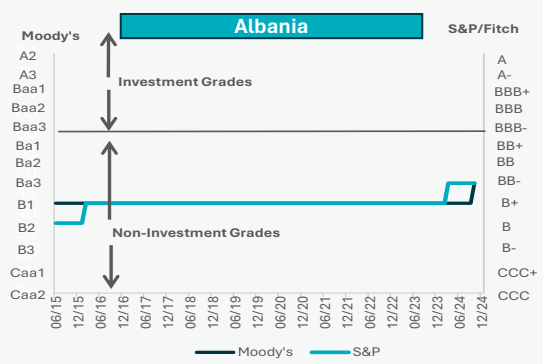 Albania
Moody's
S&P/Fitch
A2
A3
Baa1
Baa2
Baa3
Ba1
Ba2
Ba3
B1
B2
B3
Caa1
Caa2
Investment Grades
Non-Investment Grades
A
A-
BBB+
BBB
BBB-
BB+
BB
BB-
B+
B
B-
CCC+
CCC
06/15
12/15
06/16
12/16
06/17
12/17
06/18
12/18
06/19
12/19
06/20
12/20
06/21
12/21
06/22
12/22
06/23
12/23
06/24
12/24
Moody's
S&P